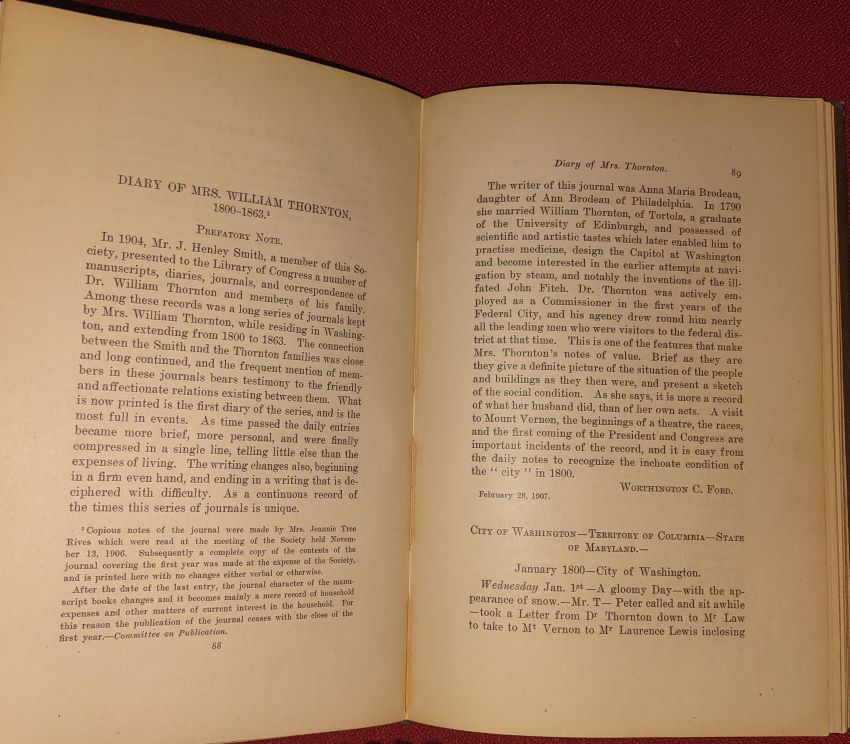 DIARY OF MRS. WILLIAM THORNTON,
1800–1863.¹
Prefatory Note.
In 1904, Mr. J. Henley Smith, a member of this So-
ciety, presented to the Library of Congress a number of
manuscripts, diaries, journals, and correspondence of
Dr. William Thornton and members of his family.
Among these records was a long series of journals kept
by Mrs. William Thornton, while residing in Washing-
ton, and extending from 1800 to 1863. The connection
between the Smith and the Thornton families was close
and long continued, and the frequent mention of mem-
bers in these journals bears testimony to the friendly
and affectionate relations existing between them. What
is now printed is the first diary of the series, and is the
most full in events. As time passed the daily entries
became more brief, more personal, and were finally
compressed in a single line, telling little else than the
expenses of living. The writing changes also, beginning
in a firm even hand, and ending in a writing that is de-
ciphered with difficulty. As a continuous record of
the times this series of journals is unique.
¹ Copious notes of the journal were made by Mrs. Jeannie Tree
Rives which were read at the meeting of the Society held Novem-
ber 13, 1906. Subsequently a complete copy of the contents of the
journal covering the first year was made at the expense of the Society,
and is printed here with no changes either verbal or otherwise.
After the date of the last entry, the journal character of the manu-
script books changes and it becomes mainly a mere record of household
expenses and other matters of current interest in the household. For
this reason the publication of the journal ceases with the close of the
first year.—Committee on Publication.
88
Diary of Mrs. Thornton. 89
The writer of this journal was Anna Maria Brodeau,
daughter of Ann Brodeau of Philadelphia. In 1790
she married William Thornton, of Tortola, a graduate
of the University of Edinburgh, and possessed of
scientific and artistic tastes which later enabled him to
practise medicine, design the Capitol at Washington
and become interested in the earlier attempts at navi-
gation by steam, and notably the inventions of the ill-
fated John Fitch. Dr. Thornton was actively em-
ployed as a Commissioner in the first years of the
Federal City, and his agency drew round him nearly
all the leading men who were visitors to the federal dis-
trict at that time. This is one of the features that make
Mrs. Thornton's notes of value. Brief as they are
they give a definite picture of the situation of the people
and buildings as they then were, and present a sketch
of the social condition. As she says, it is more a record
of what her husband did, than of her own acts. A visit
to Mount Vernon, the beginnings of a theatre, the races,
and the first coming of the President and Congress are
important incidents of the record, and it is easy from
the daily notes to recognize the inchoate condition of
the "city" in 1800.
Worthington C. Ford.
February 28, 1907.
City of Washington—Territory of Columbia—State
of Maryland.—
January 1800—City of Washington.
Wednesday Jan. 1ˢᵗ—A gloomy Day—with the ap-
pearance of snow.—Mr. T— Peter called and sit awhile
—took a Letter from Dʳ Thornton down to Mʳ Law
to take to Mᵗ Vernon to Mʳ Laurence Lewis inclosing